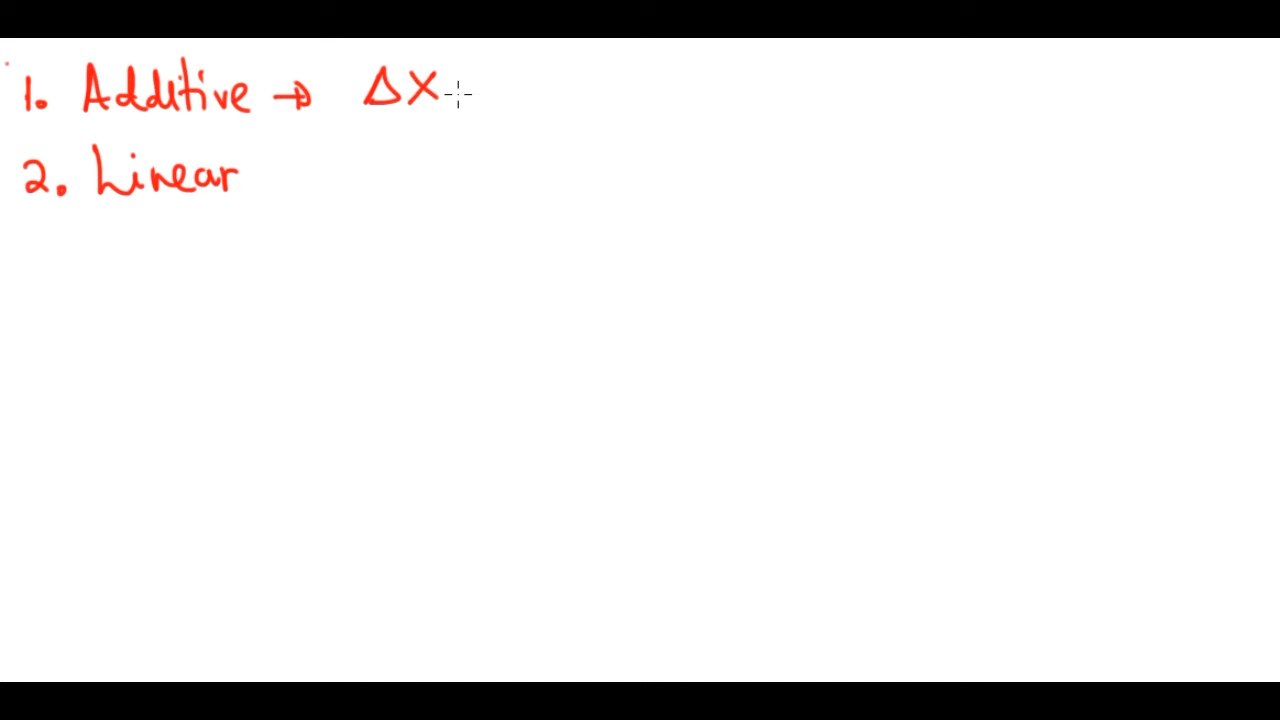 1. Additive → ΔX
2. Linear